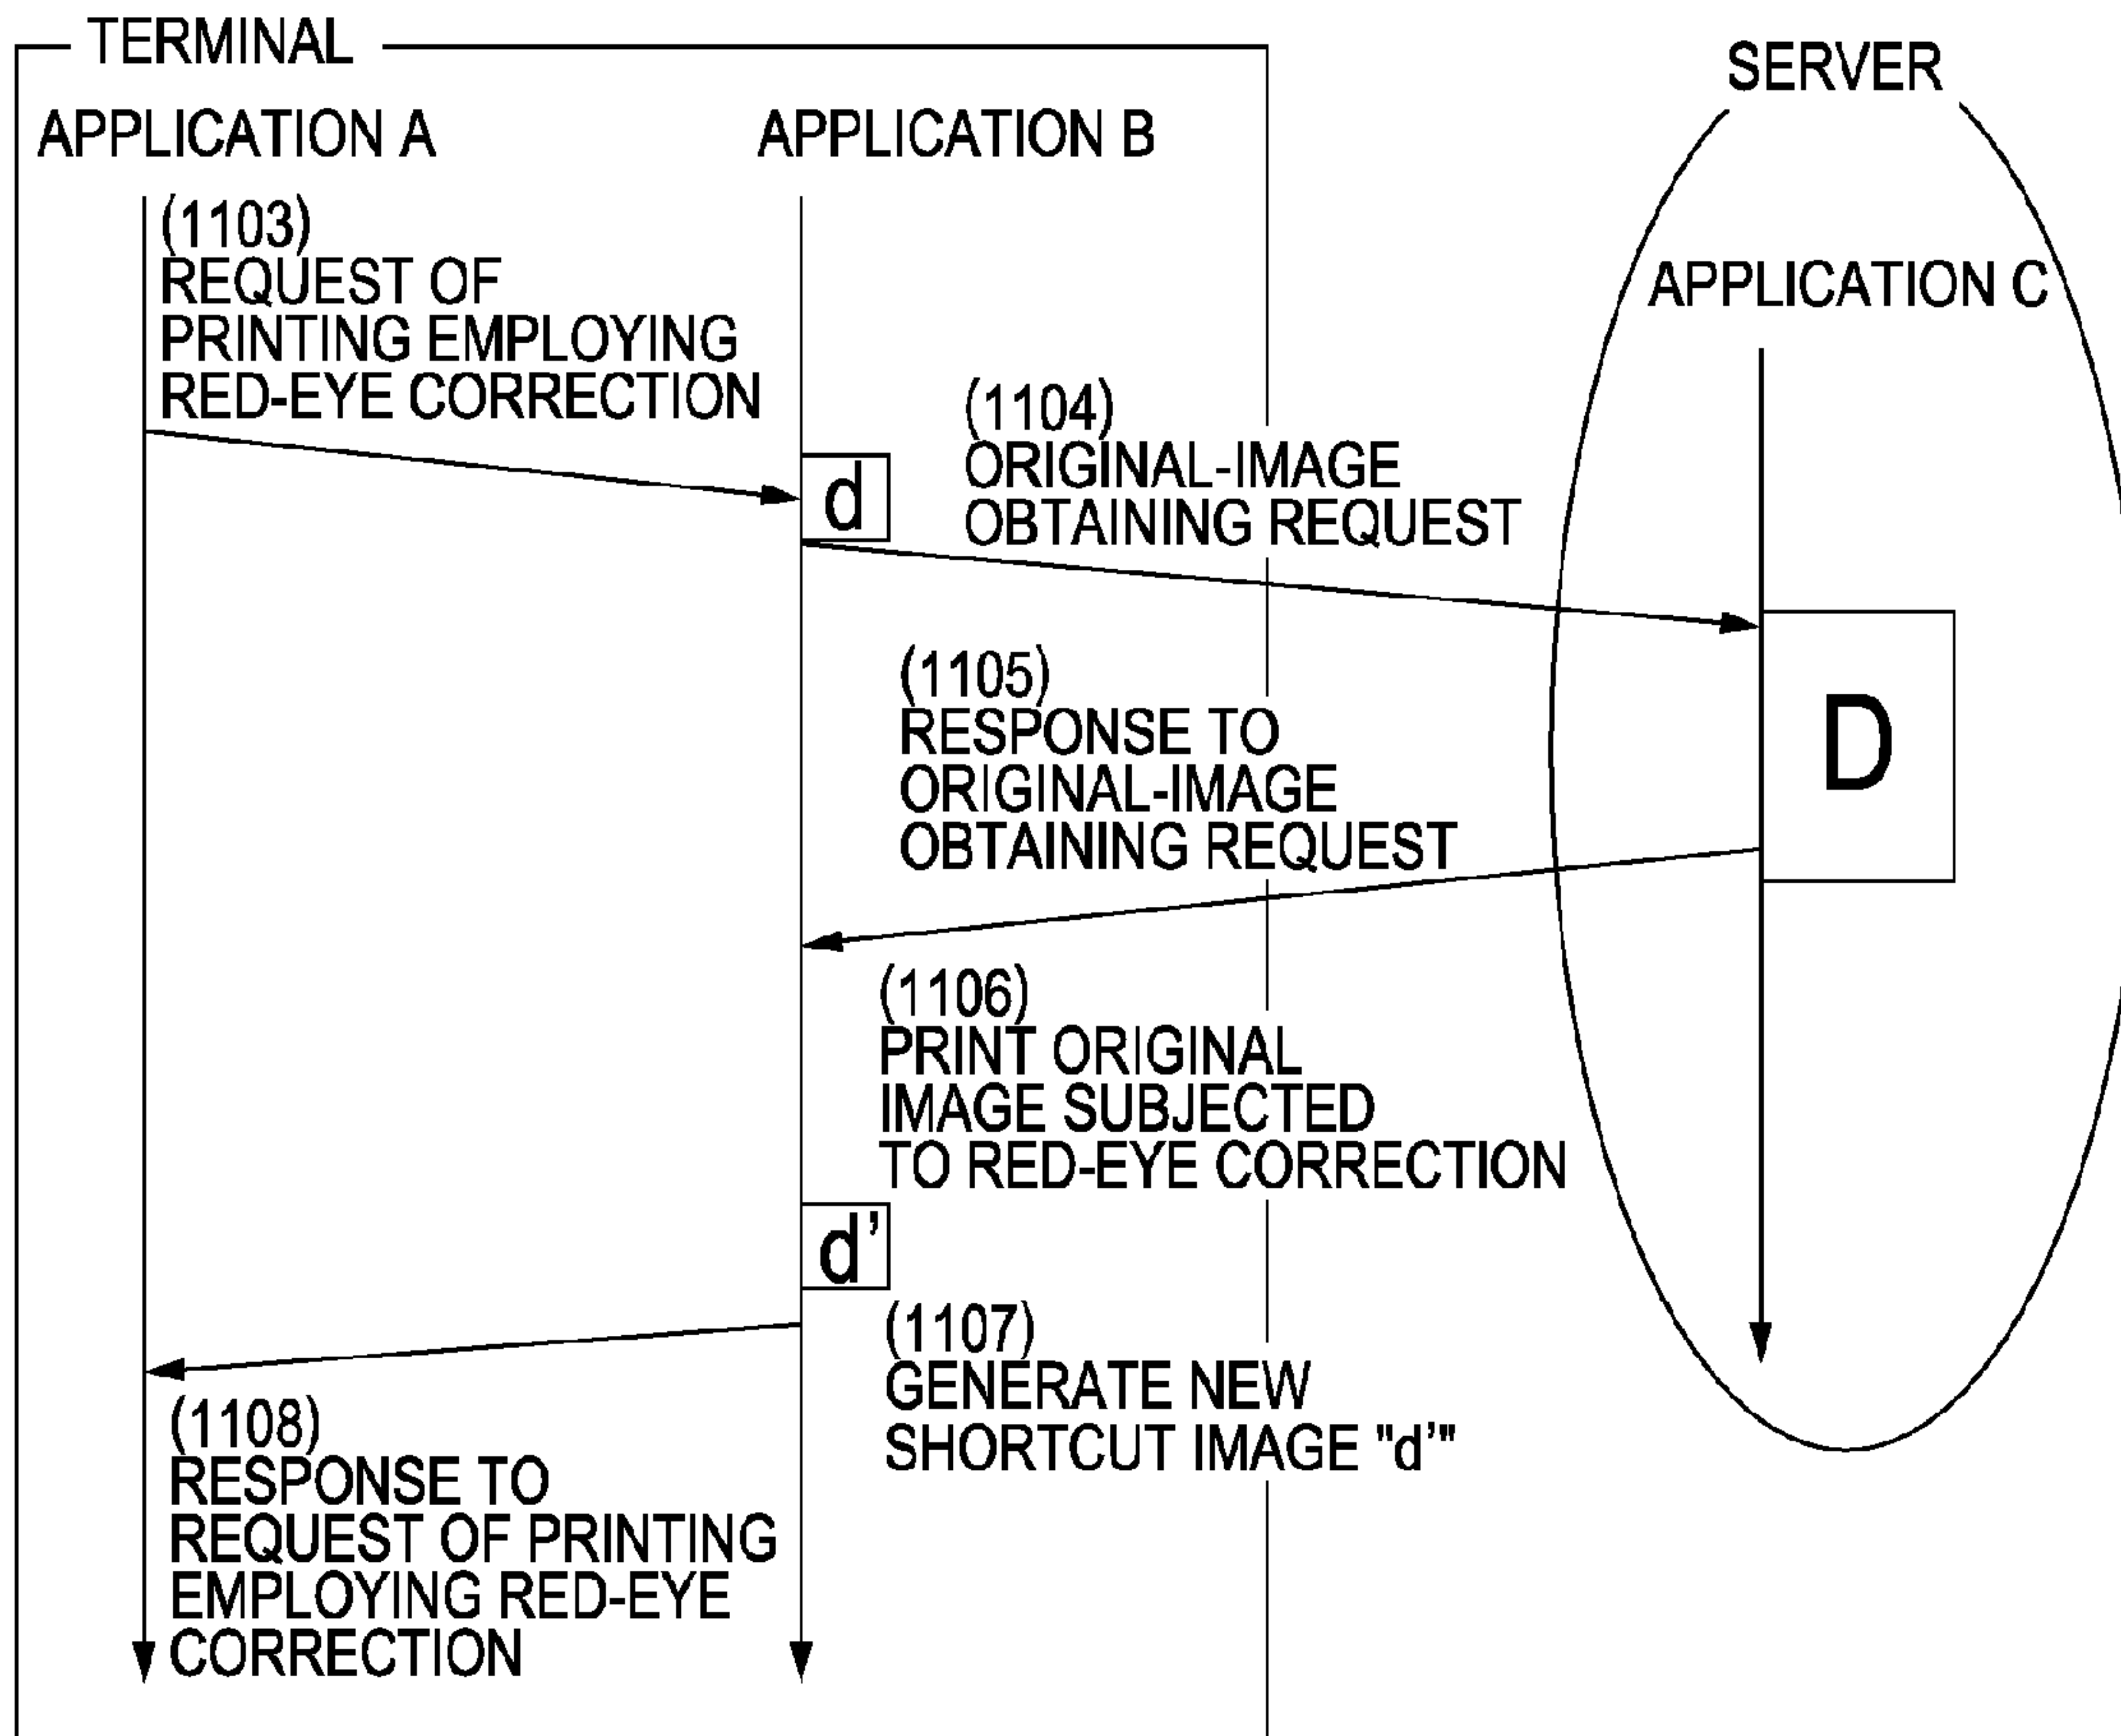 TERMINAL
SERVER
APPLICATION A
APPLICATION B
APPLICATION C
(1103)
REQUEST OF
PRINTING EMPLOYING
RED-EYE CORRECTION
d
(1104)
ORIGINAL-IMAGE
OBTAINING REQUEST
D
(1105)
RESPONSE TO
ORIGINAL-IMAGE
OBTAINING REQUEST
(1106)
PRINT ORIGINAL
IMAGE SUBJECTED
TO RED-EYE CORRECTION
d'
(1107)
GENERATE NEW
SHORTCUT IMAGE "d'"
(1108)
RESPONSE TO
REQUEST OF PRINTING
EMPLOYING RED-EYE
CORRECTION